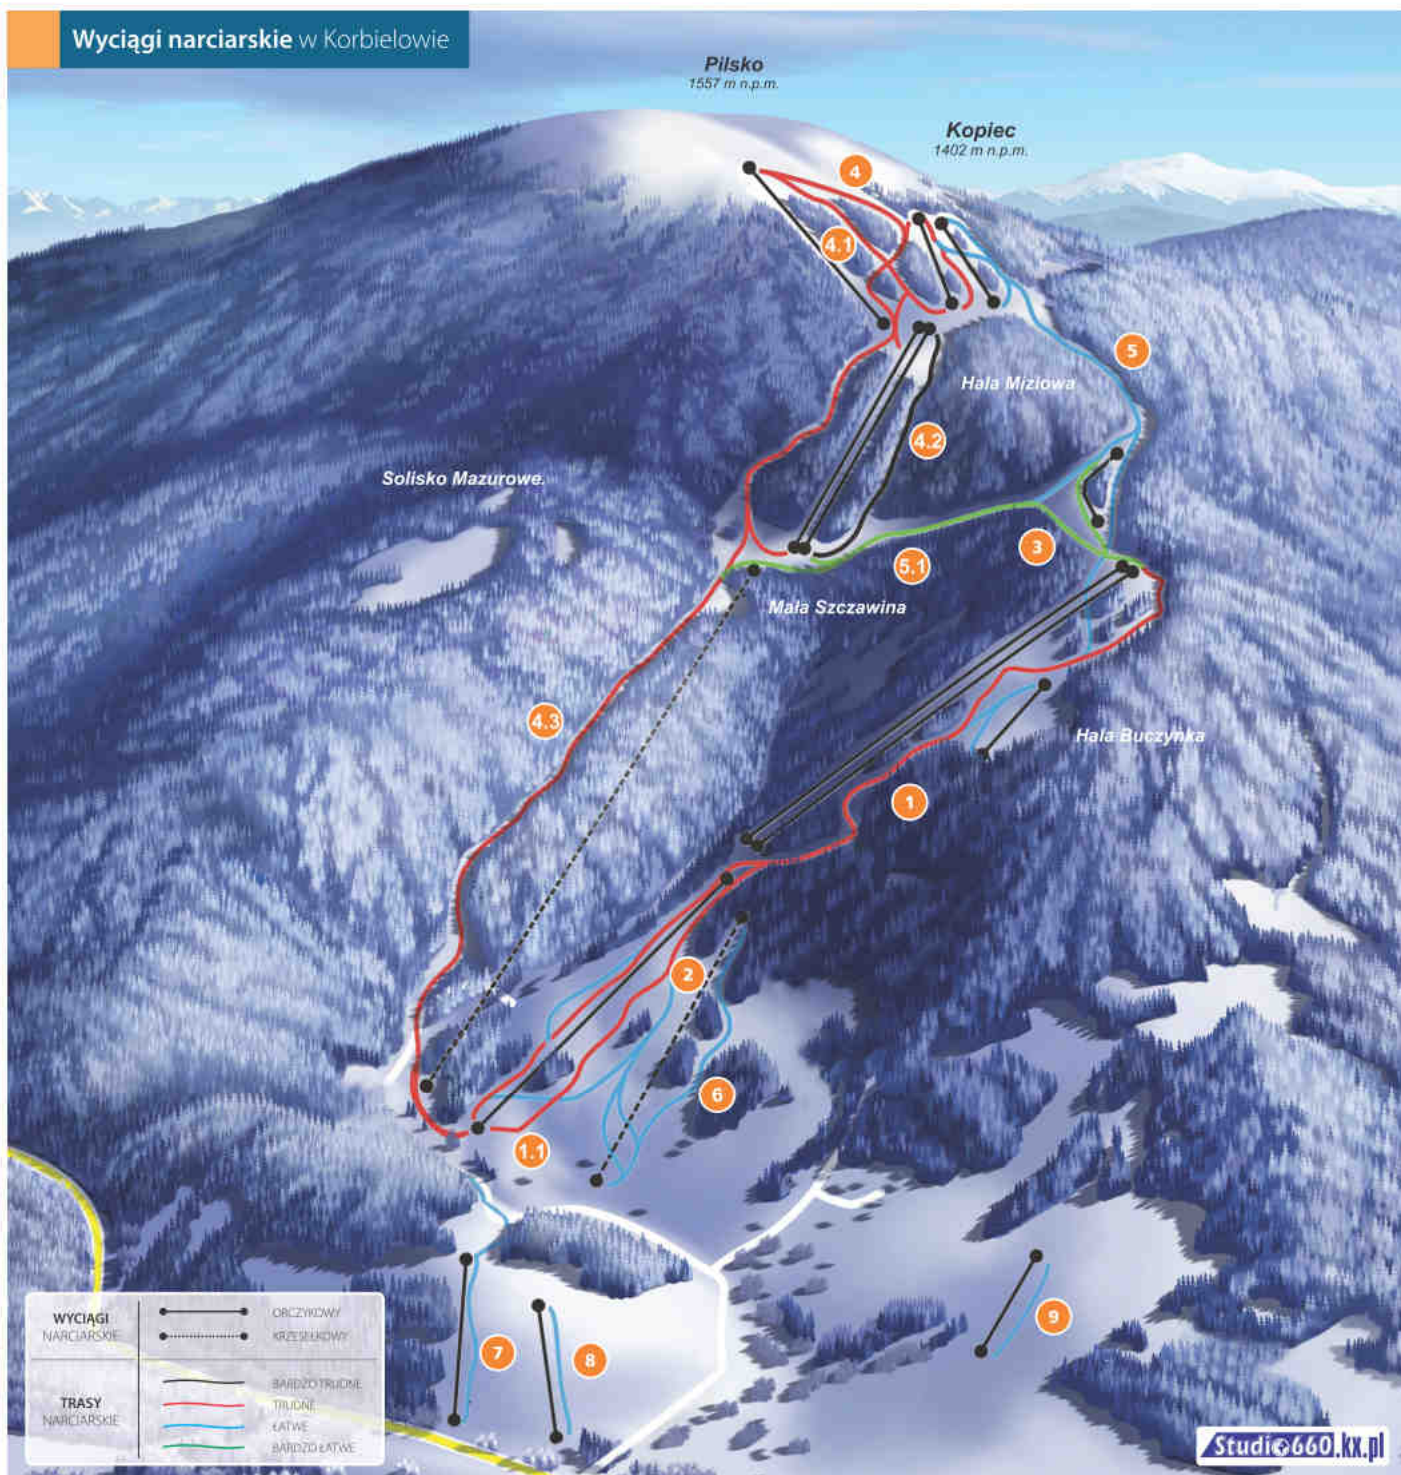 Wyciągi narciarskie w Korbielowie
Pilsko
1557 m n.p.m.
Kopiec
1402 m n.p.m.
4
4.1
5
Hala Miziowa
4.2
Solisko Mazurowe.
3
5.1
Mała Szczawina
4.3
Hala Buczynka
1
2
6
1.1
9
7
8
WYCIĄGI
NARCIARSKIE
ORCZYKOWY
KRZESEŁKOWY
TRASY
NARCIARSKIE
BARDZO TRUDNE
TRUDNE
ŁATWE
BARDZO ŁATWE
Studio660.kx.pl